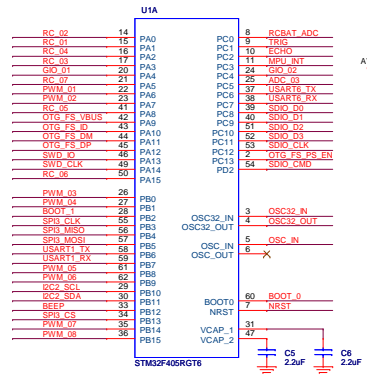 U1A
RC_02 14 PA0 PC0 8 RCBAT_ADC
RC_01 15 PA1 PC1 9 TRIG
RC_04 16 PA2 PC2 10 ECHO
RC_03 17 PA3 PC3 11 MPU_INT
GIO_01 20 PA4 PC4 24 GIO_02
RC_07 21 PA5 PC5 25 ADC_03
PWM_01 22 PA6 PC6 37 USART6_TX
PWM_02 23 PA7 PC7 38 USART6_RX
RC_05 41 PA8 PC8 39 SDIO_D0
OTG_FS_VBUS 42 PA9 PC9 40 SDIO_D1
OTG_FS_ID 43 PA10 PC10 51 SDIO_D2
OTG_FS_DM 44 PA11 PC11 52 SDIO_D3
OTG_FS_DP 45 PA12 PC12 53 SDIO_CLK
SWD_IO 46 PA13 PC13 2 OTG_FS_PS_EN
SWD_CLK 49 PA14 PD2 54 SDIO_CMD
RC_06 50 PA15
PWM_03 26 PB0
PWM_04 27 PB1
BOOT_1 28 PB2 OSC32_IN 3 OSC32_IN
SPI3_CLK 55 PB3 OSC32_OUT 4 OSC32_OUT
SPI3_MISO 56 PB4
SPI3_MOSI 57 PB5 OSC_IN 5 OSC_IN
USART1_TX 58 PB6 OSC_OUT 6
USART1_RX 59 PB7
PWM_05 61 PB8
PWM_06 62 PB9
I2C2_SCL 29 PB10
I2C2_SDA 30 PB11 BOOT0 60 BOOT_0
BEEP 33 PB12 NRST 7 NRST
SPI3_CS 34 PB13
PWM_07 35 PB14 VCAP_1 31
PWM_08 36 PB15 VCAP_2 47
STM32F405RGT6
C5 C6
2.2uF 2.2uF